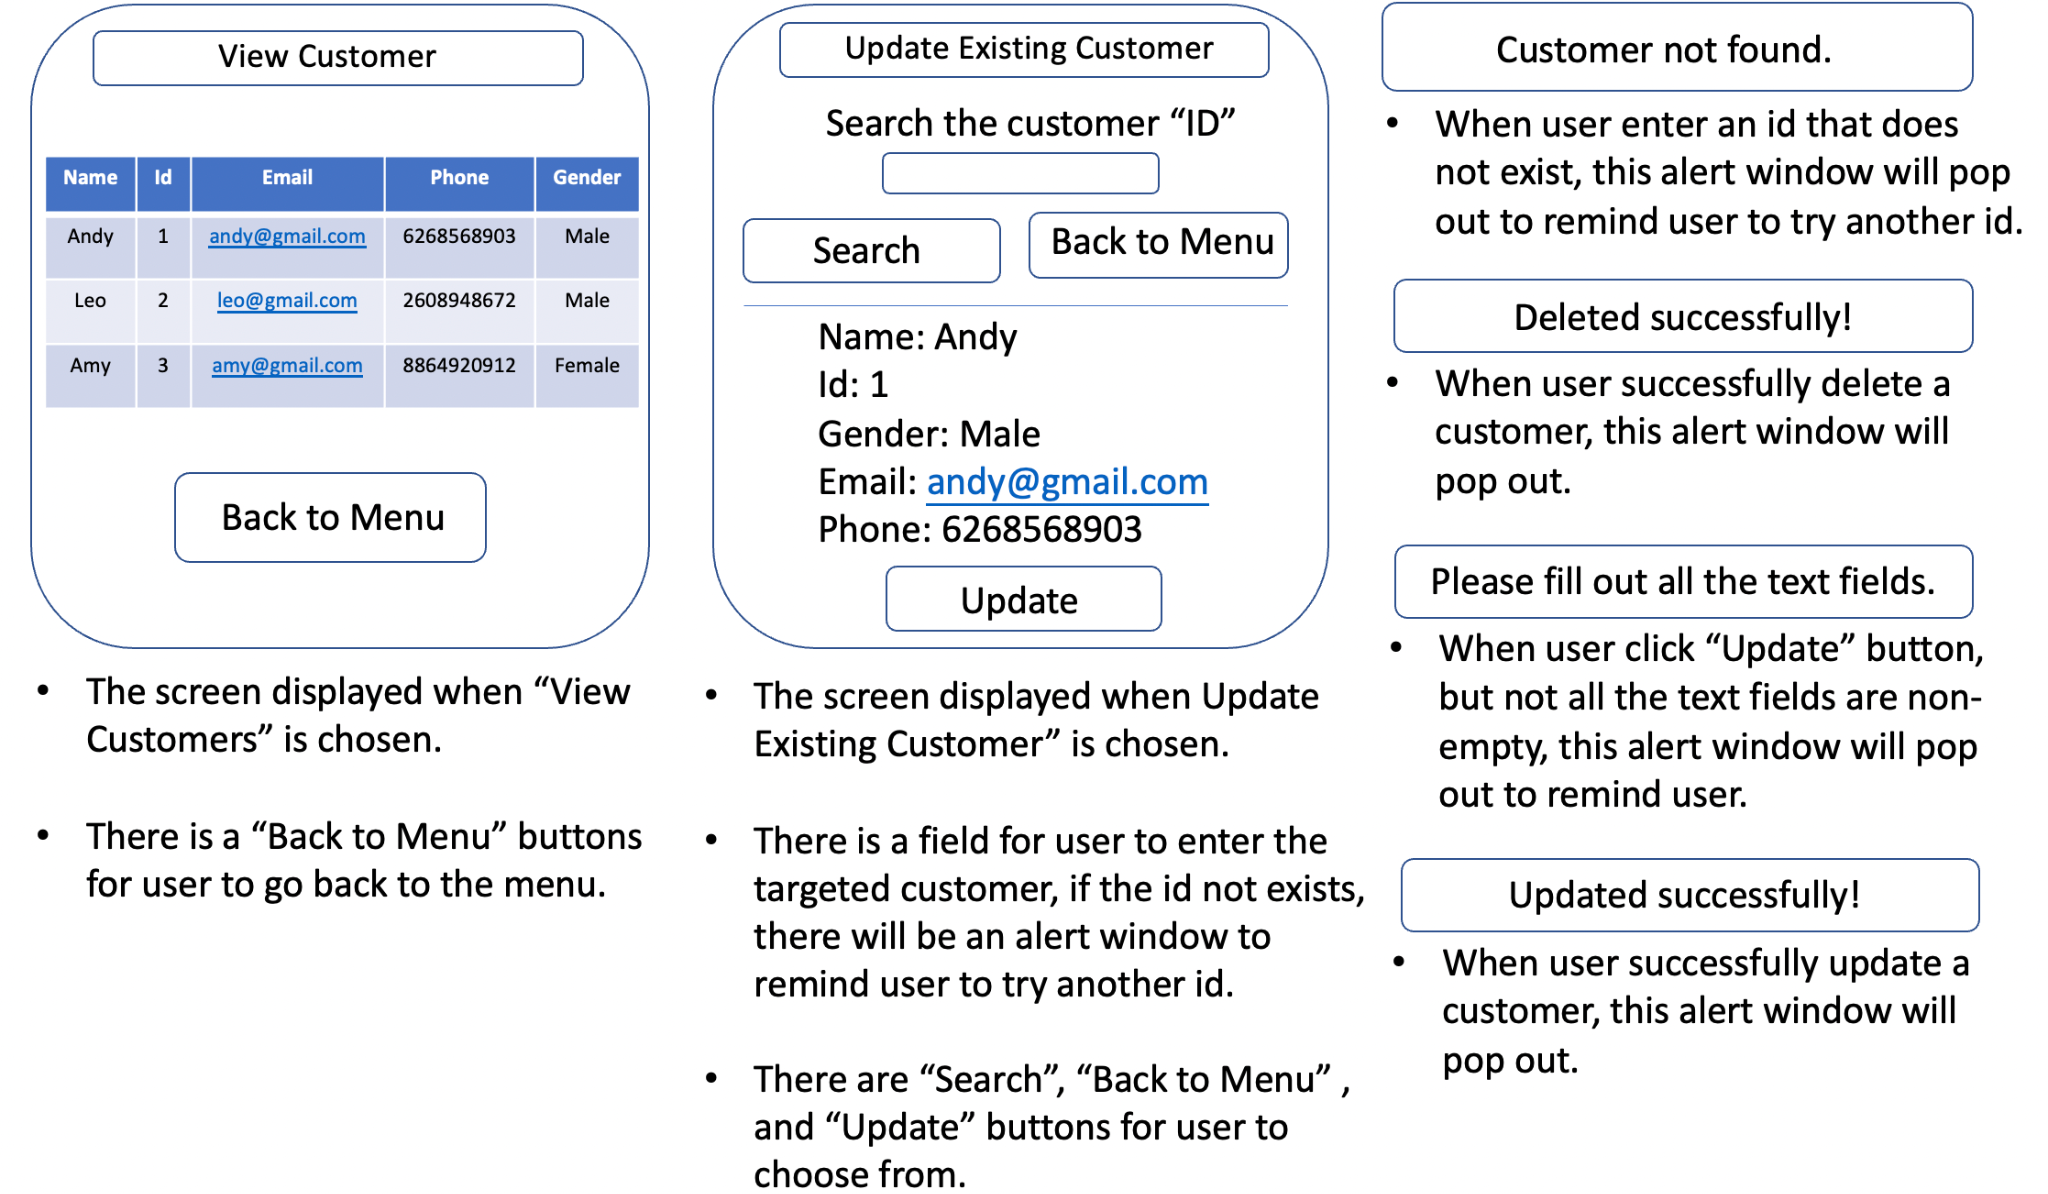 View Customer
Name Id Email Phone Gender
Andy 1 andy@gmail.com 6268568903 Male
Leo 2 leo@gmail.com 2608948672 Male
Amy 3 amy@gmail.com 8864920912 Female
Back to Menu
• The screen displayed when “View
Customers” is chosen.
• There is a “Back to Menu” buttons
for user to go back to the menu.
Update Existing Customer
Search the customer “ID”
Search
Back to Menu
Name: Andy
Id: 1
Gender: Male
Email: andy@gmail.com
Phone: 6268568903
Update
• The screen displayed when Update
Existing Customer” is chosen.
• There is a field for user to enter the
targeted customer, if the id not exists,
there will be an alert window to
remind user to try another id.
• There are “Search”, “Back to Menu” ,
and “Update” buttons for user to
choose from.
Customer not found.
• When user enter an id that does
not exist, this alert window will pop
out to remind user to try another id.
Deleted successfully!
• When user successfully delete a
customer, this alert window will
pop out.
Please fill out all the text fields.
• When user click “Update” button,
but not all the text fields are non-
empty, this alert window will pop
out to remind user.
Updated successfully!
• When user successfully update a
customer, this alert window will
pop out.